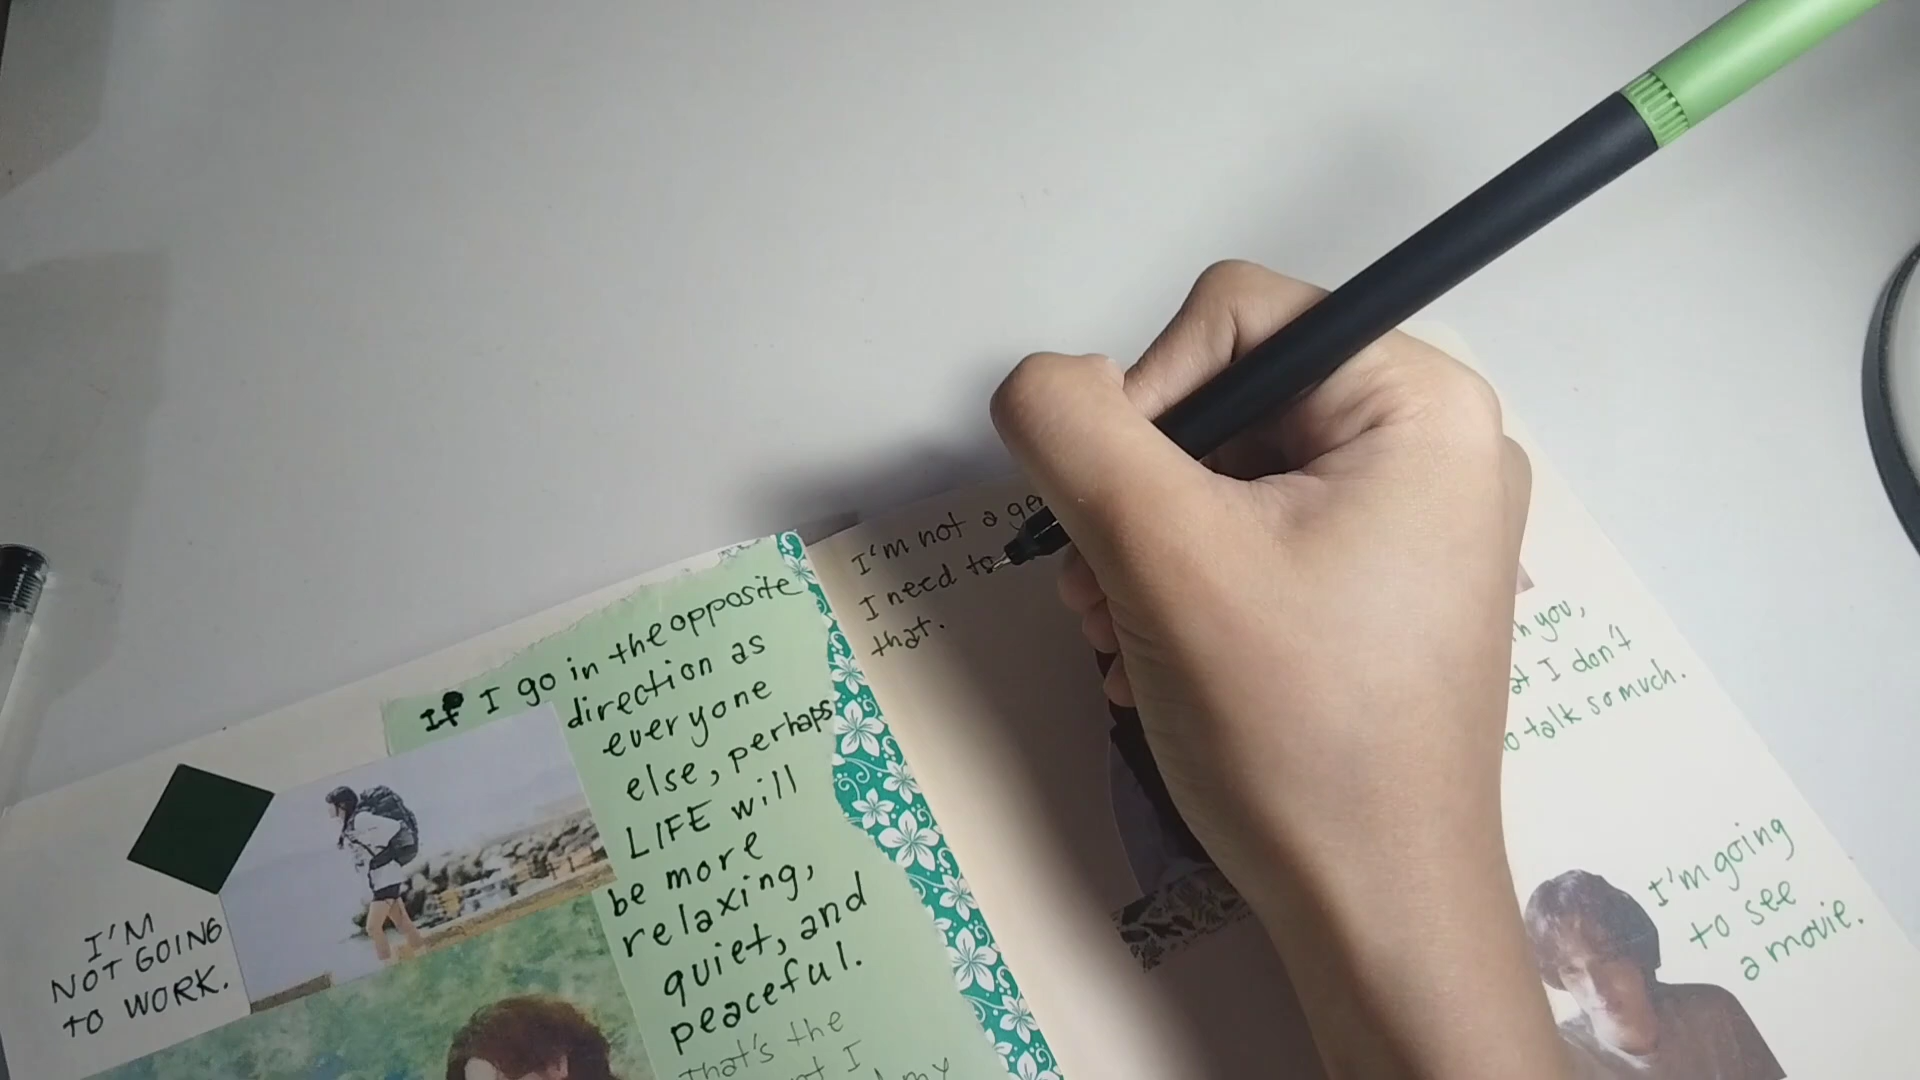 I'M
NOT GOING
TO WORK.
If I go in the opposite
direction as
everyone
else, perhaps
LIFE will
be more
relaxing,
quiet, and
peaceful.
That's the
I
my
I'm not a
I need to
that.
you,
I don't
talk so much.
I'm going
to see
a movie.